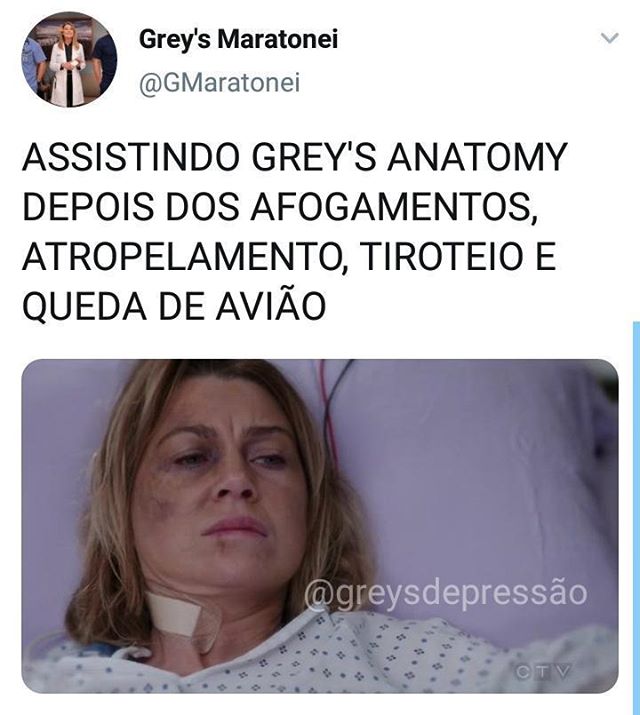 Grey's Maratonei
@GMaratonei
ASSISTINDO GREY'S ANATOMY
DEPOIS DOS AFOGAMENTOS,
ATROPELAMENTO, TIROTEIO E
QUEDA DE AVIÃO
@greysdepressão
CTV